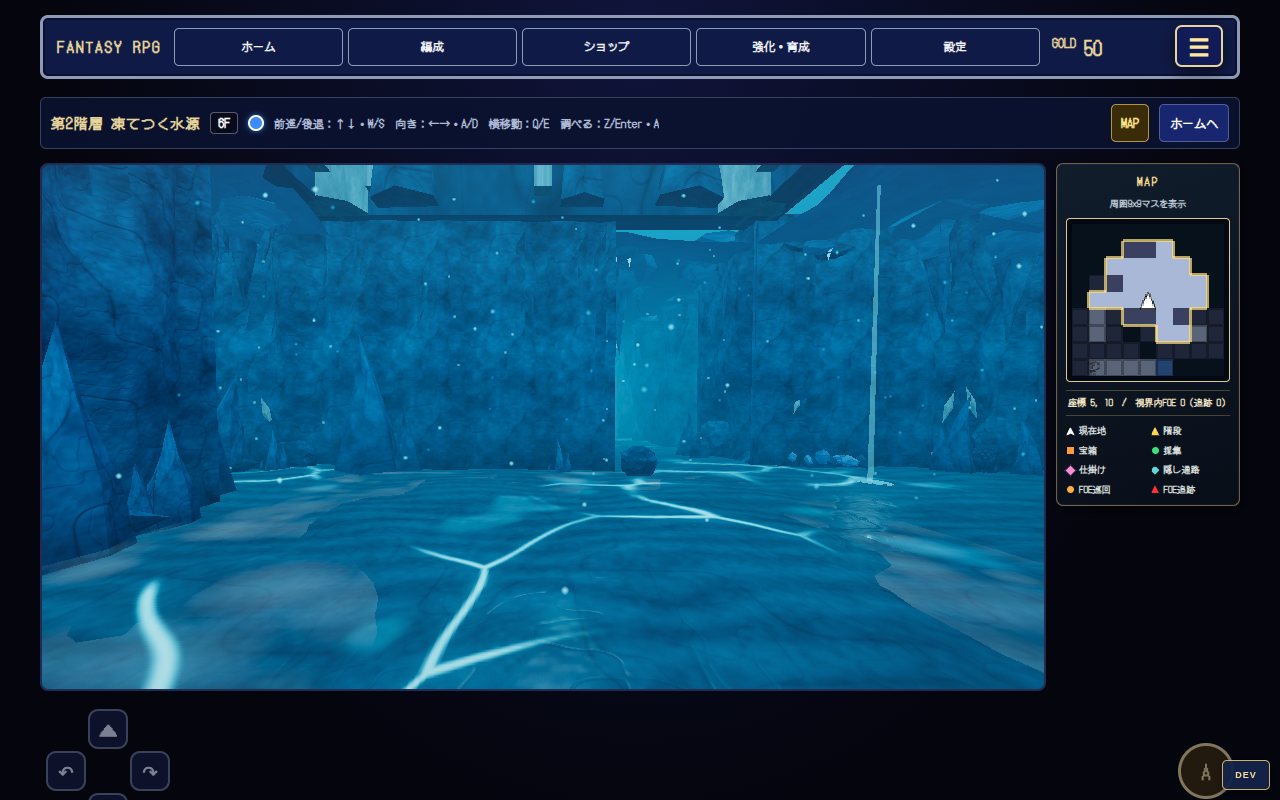 FANTASY RPG
ホーム
編成
ショップ
強化・育成
設定
GOLD 50
第2階層 凍てつく水源
6F
前進/後退：↑↓・W/S 向き：←→・A/D 横移動：Q/E 調べる：Z/Enter・A
MAP
ホームへ
MAP
周囲9x9マスを表示
座標 5, 10 / 視界内FOE 0 (追跡 0)
現在地
階段
宝箱
採集
仕掛け
隠し通路
FOE巡回
FOE追跡
A
DEV